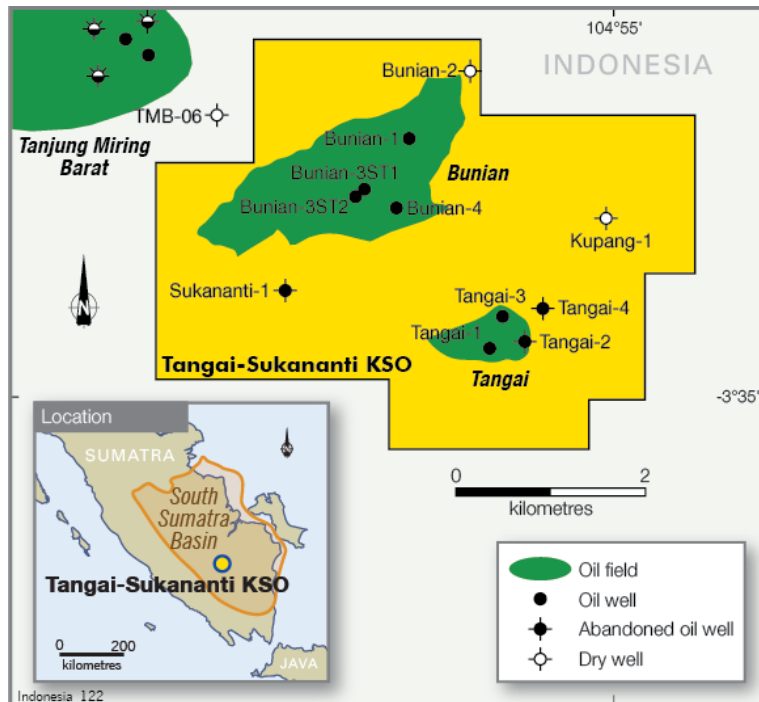 104°55'
INDONESIA
Bunian-2
TMB-06
Tanjung Miring
Barat
Bunian-1
Bunian
Bunian-3ST1
Bunian-3ST2
Bunian-4
Kupang-1
Sukananti-1
Tangai-3
Tangai-4
Tangai-1
Tangai-2
Tangai-Sukananti KSO
Tangai
-3°35'
Location
SUMATRA
South
Sumatra
Basin
Tangai-Sukananti KSO
0 200
kilometres
JAVA
0 2
kilometres
N
Oil field
Oil well
Abandoned oil well
Dry well
Indonesia 122